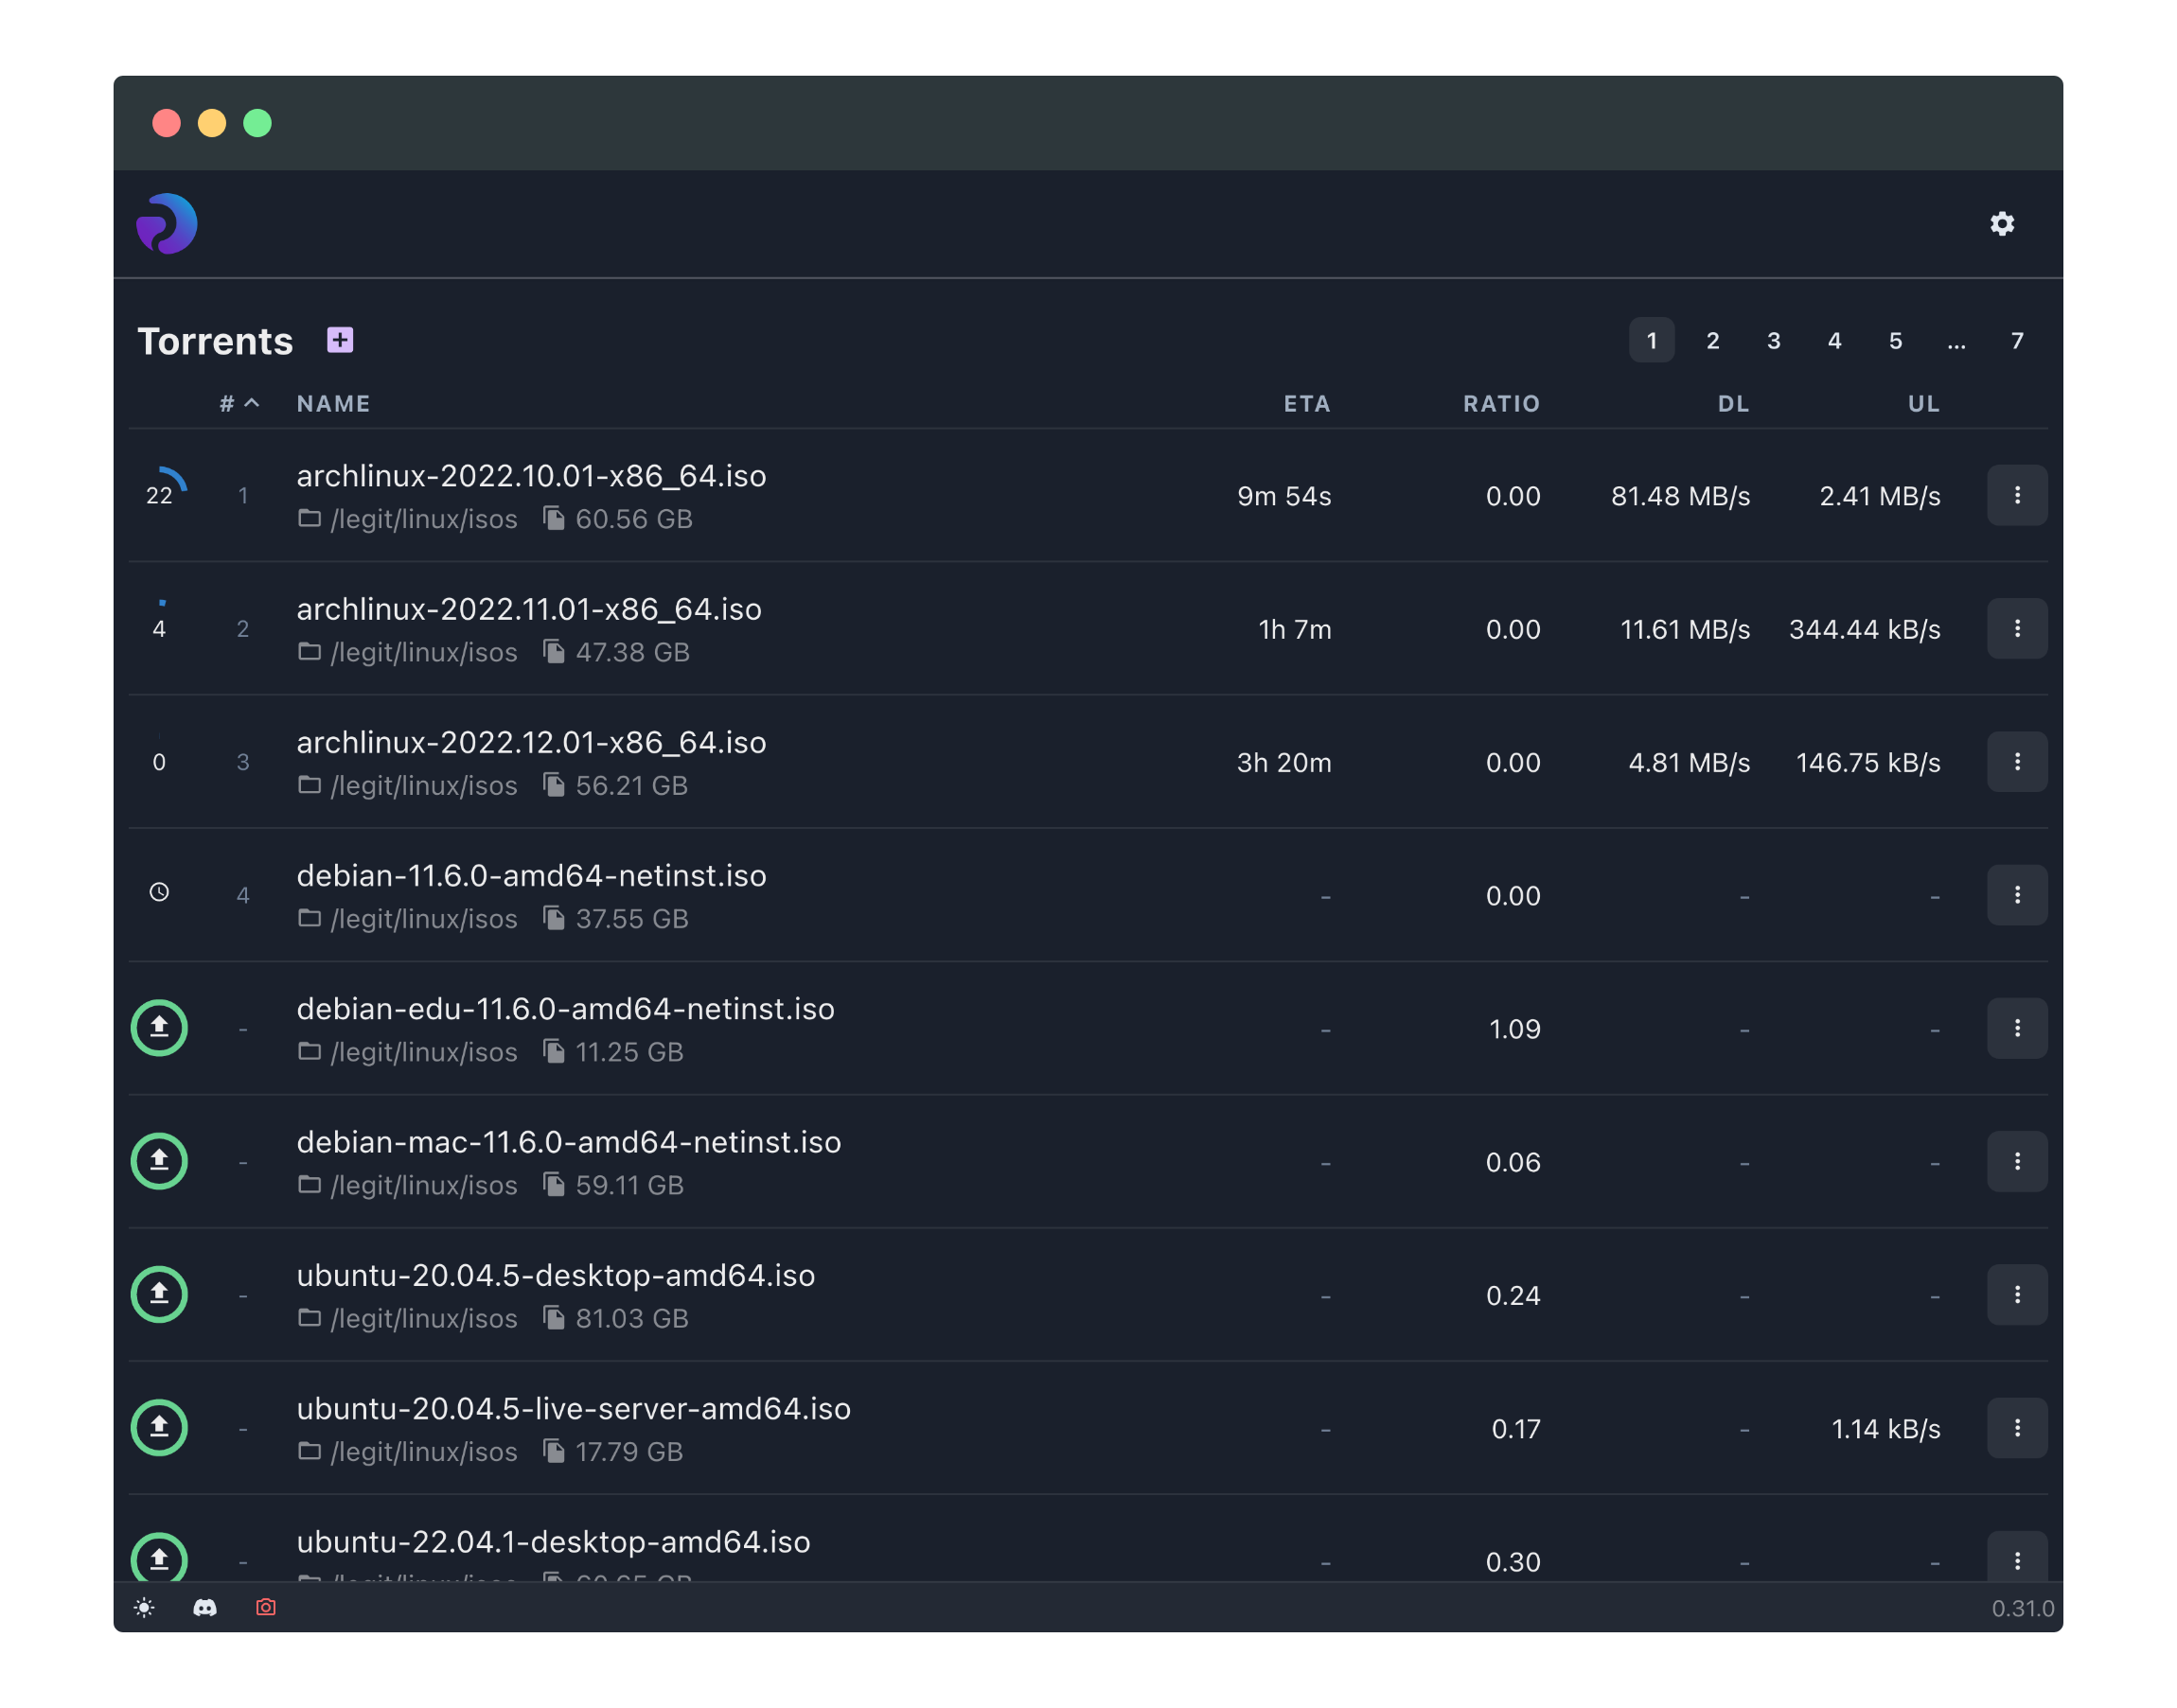 Torrents
1 2 3 4 5 ... 7
# NAME ETA RATIO DL UL
22 1 archlinux-2022.10.01-x86_64.iso 9m 54s 0.00 81.48 MB/s 2.41 MB/s
/legit/linux/isos 60.56 GB
4 2 archlinux-2022.11.01-x86_64.iso 1h 7m 0.00 11.61 MB/s 344.44 kB/s
/legit/linux/isos 47.38 GB
0 3 archlinux-2022.12.01-x86_64.iso 3h 20m 0.00 4.81 MB/s 146.75 kB/s
/legit/linux/isos 56.21 GB
4 debian-11.6.0-amd64-netinst.iso - 0.00 - -
/legit/linux/isos 37.55 GB
- debian-edu-11.6.0-amd64-netinst.iso - 1.09 - -
/legit/linux/isos 11.25 GB
- debian-mac-11.6.0-amd64-netinst.iso - 0.06 - -
/legit/linux/isos 59.11 GB
- ubuntu-20.04.5-desktop-amd64.iso - 0.24 - -
/legit/linux/isos 81.03 GB
- ubuntu-20.04.5-live-server-amd64.iso - 0.17 - 1.14 kB/s
/legit/linux/isos 17.79 GB
- ubuntu-22.04.1-desktop-amd64.iso - 0.30 - -
/legit/linux/isos
0.31.0